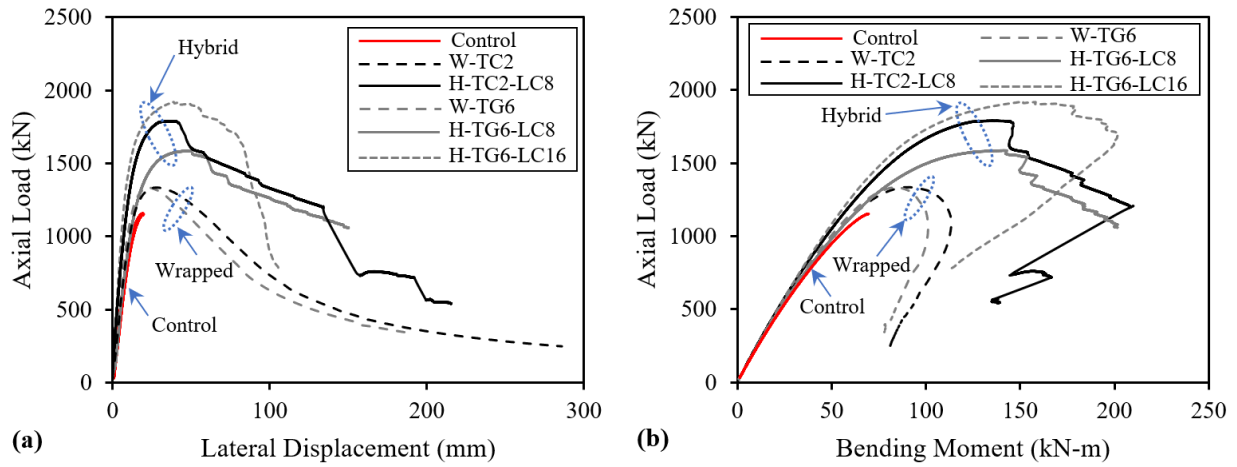 2500
2000
1500
1000
500
0
Axial Load (kN)
0
100
200
300
Lateral Displacement (mm)
(a)
Hybrid
Wrapped
Control
Control
W-TC2
H-TC2-LC8
W-TG6
H-TG6-LC8
H-TG6-LC16
2500
2000
1500
1000
500
0
Axial Load (kN)
0
50
100
150
200
250
Bending Moment (kN-m)
(b)
Control
W-TC2
H-TC2-LC8
W-TG6
H-TG6-LC8
H-TG6-LC16
Hybrid
Wrapped
Control